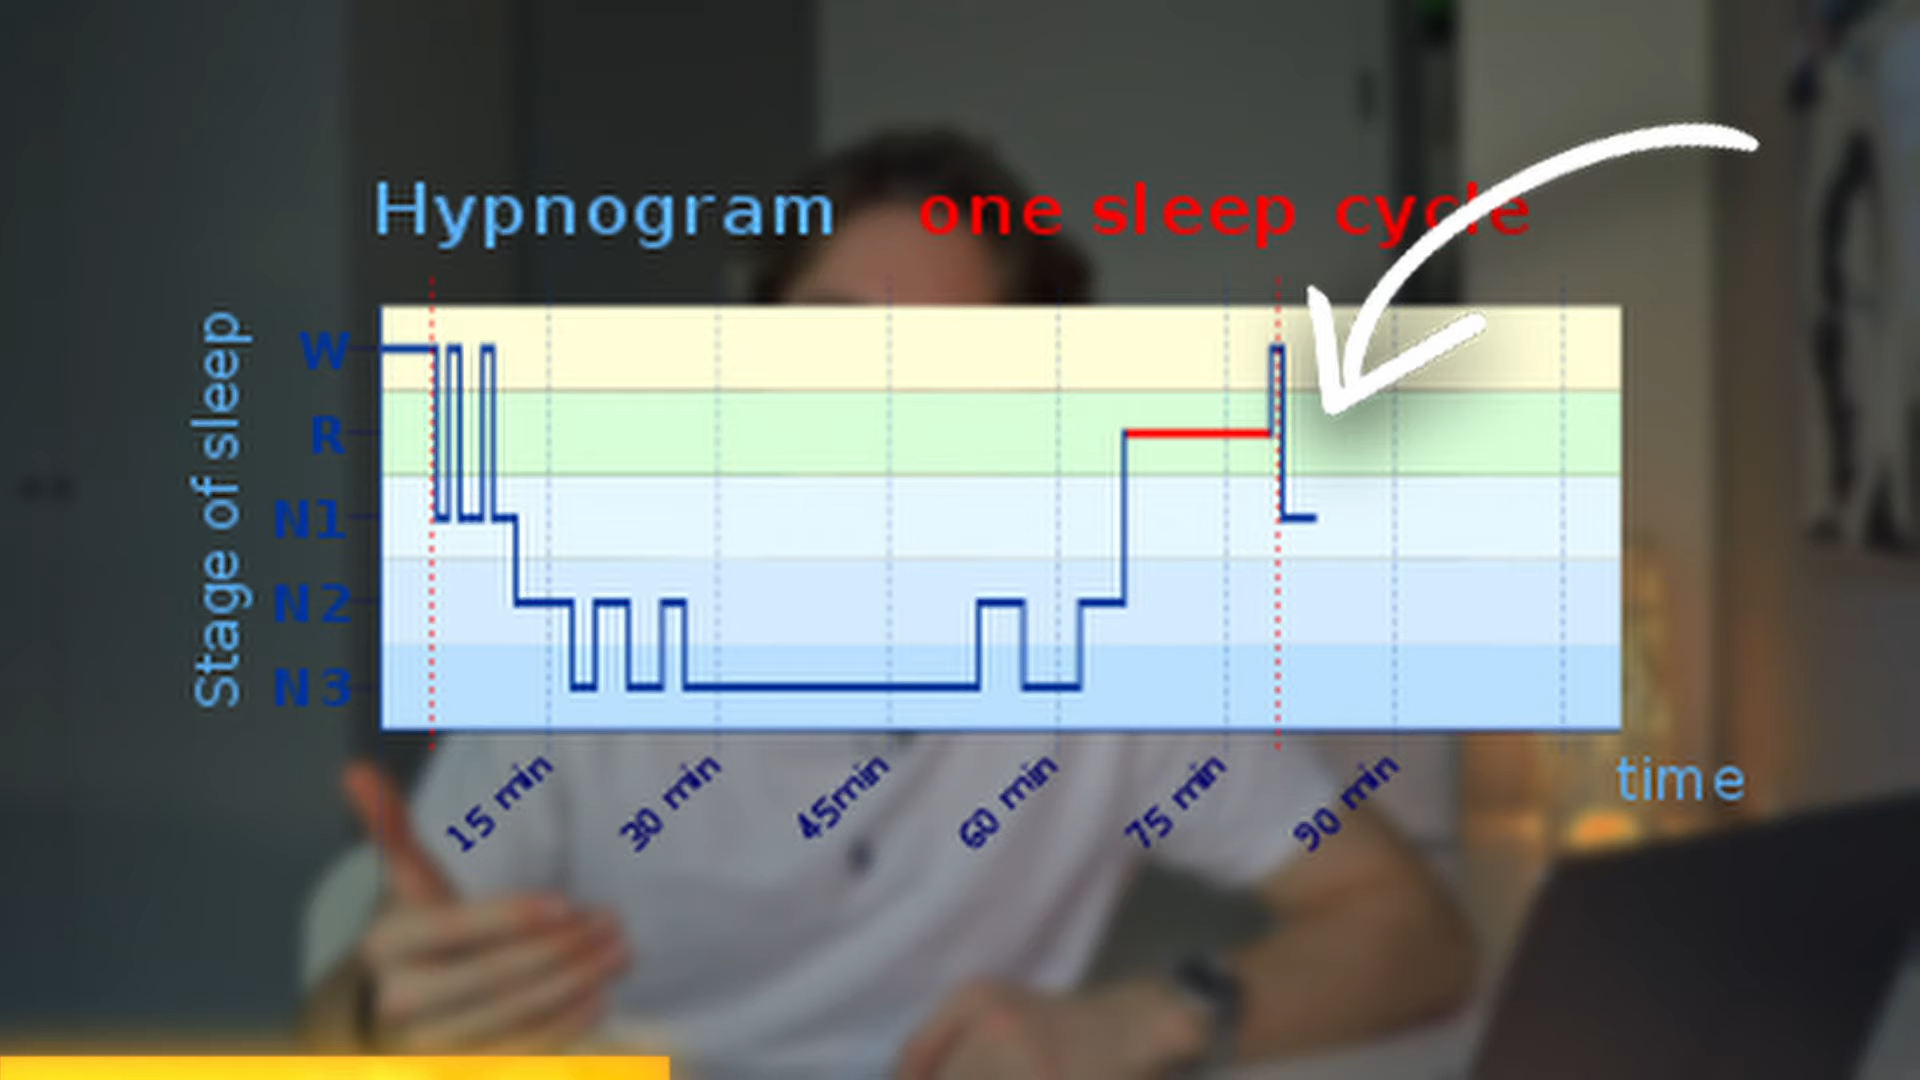 Hypnogram one sleep cycle
Stage of sleep
W
R
N1
N2
N3
15 min
30 min
45min
60 min
75 min
90 min
time